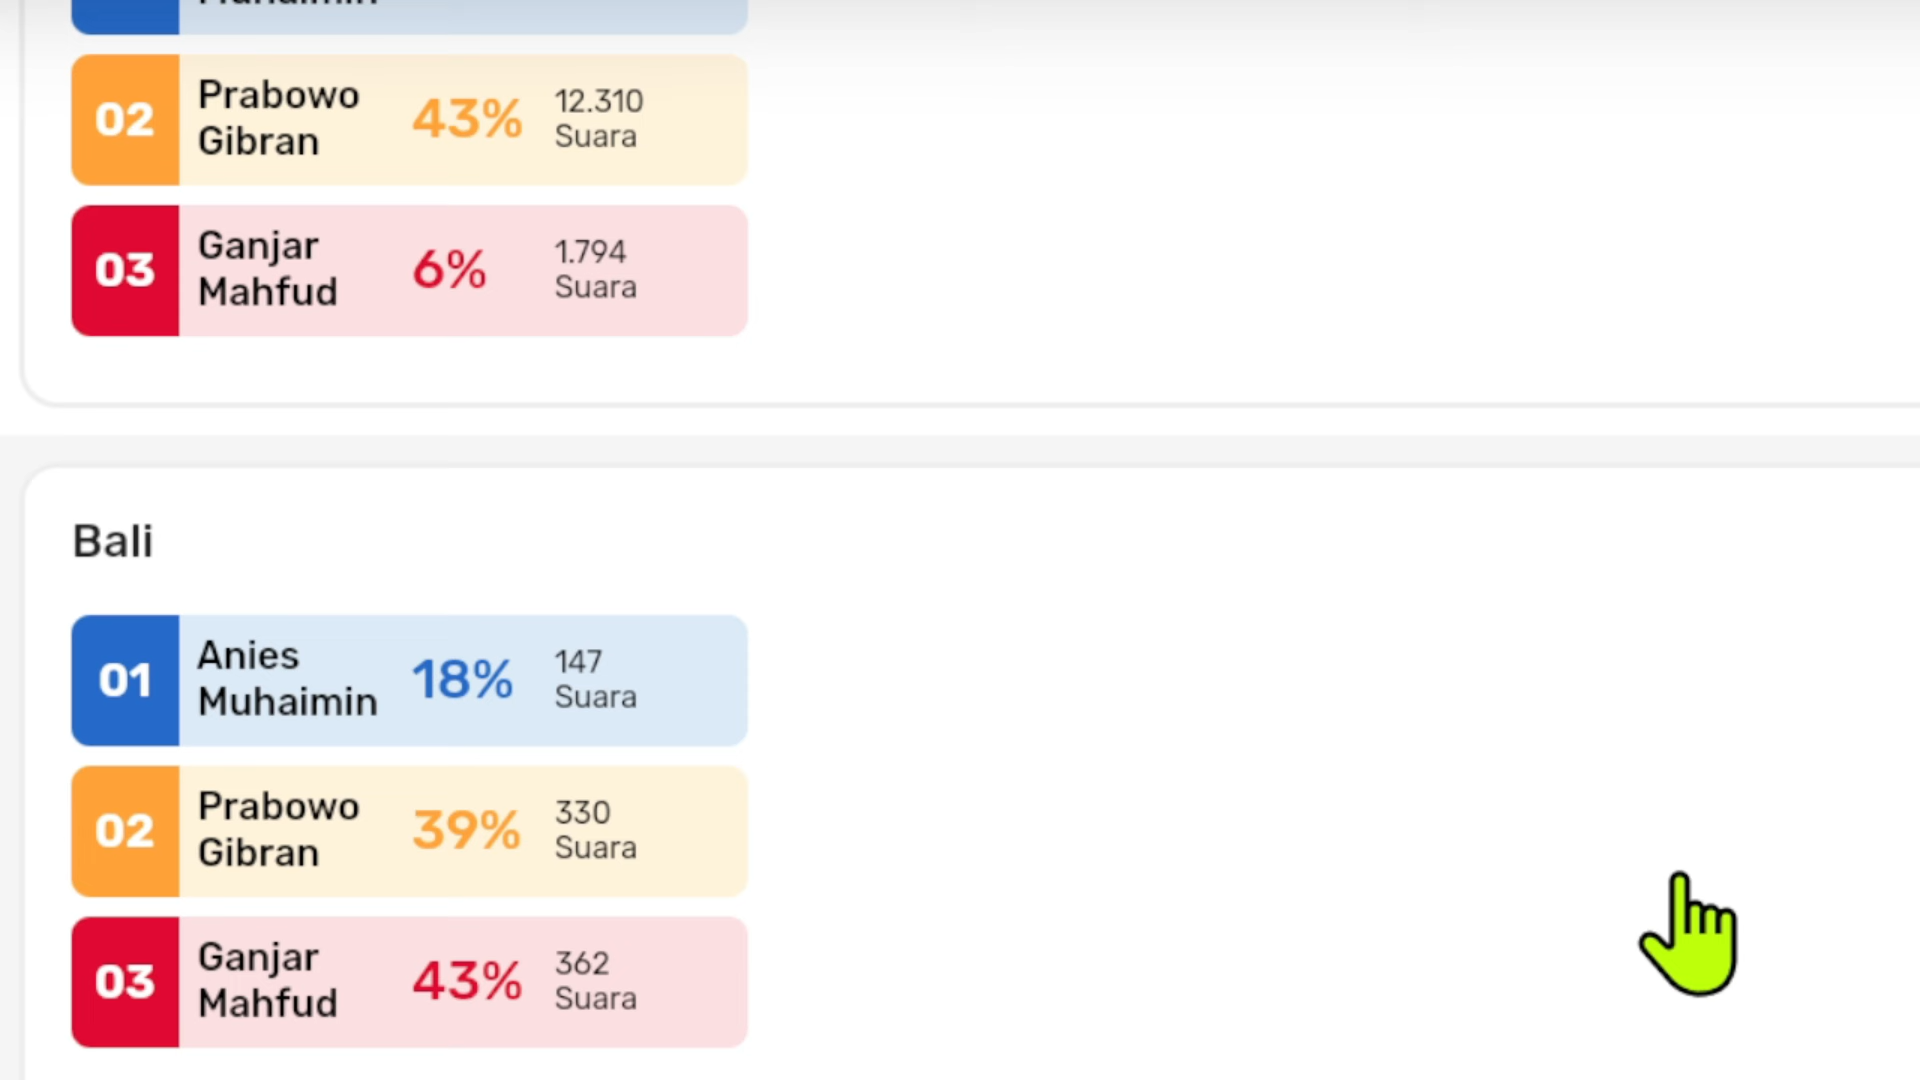 02
Prabowo
Gibran
43%
12.310
Suara
03
Ganjar
Mahfud
6%
1.794
Suara
Bali
01
Anies
Muhaimin
18%
147
Suara
02
Prabowo
Gibran
39%
330
Suara
03
Ganjar
Mahfud
43%
362
Suara